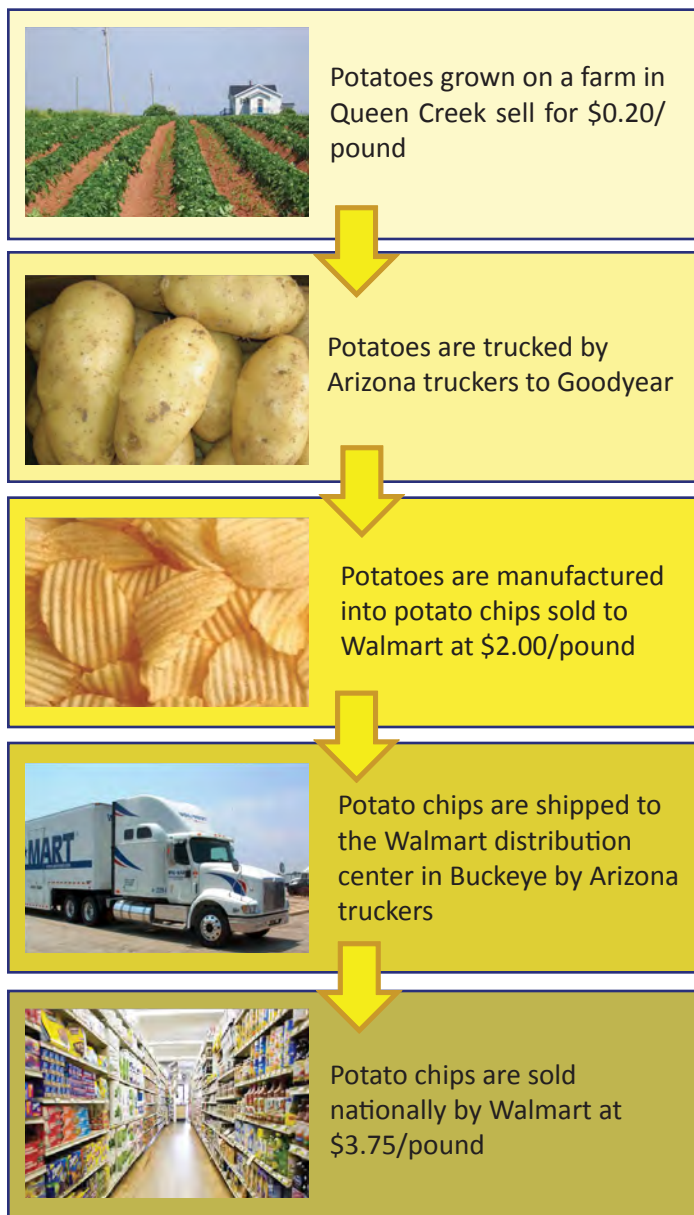 Potatoes grown on a farm in
Queen Creek sell for $0.20/
pound
Potatoes are trucked by
Arizona truckers to Goodyear
Potatoes are manufactured
into potato chips sold to
Walmart at $2.00/pound
MART
Potato chips are shipped to
the Walmart distribution
center in Buckeye by Arizona
truckers
Potato chips are sold
nationally by Walmart at
$3.75/pound